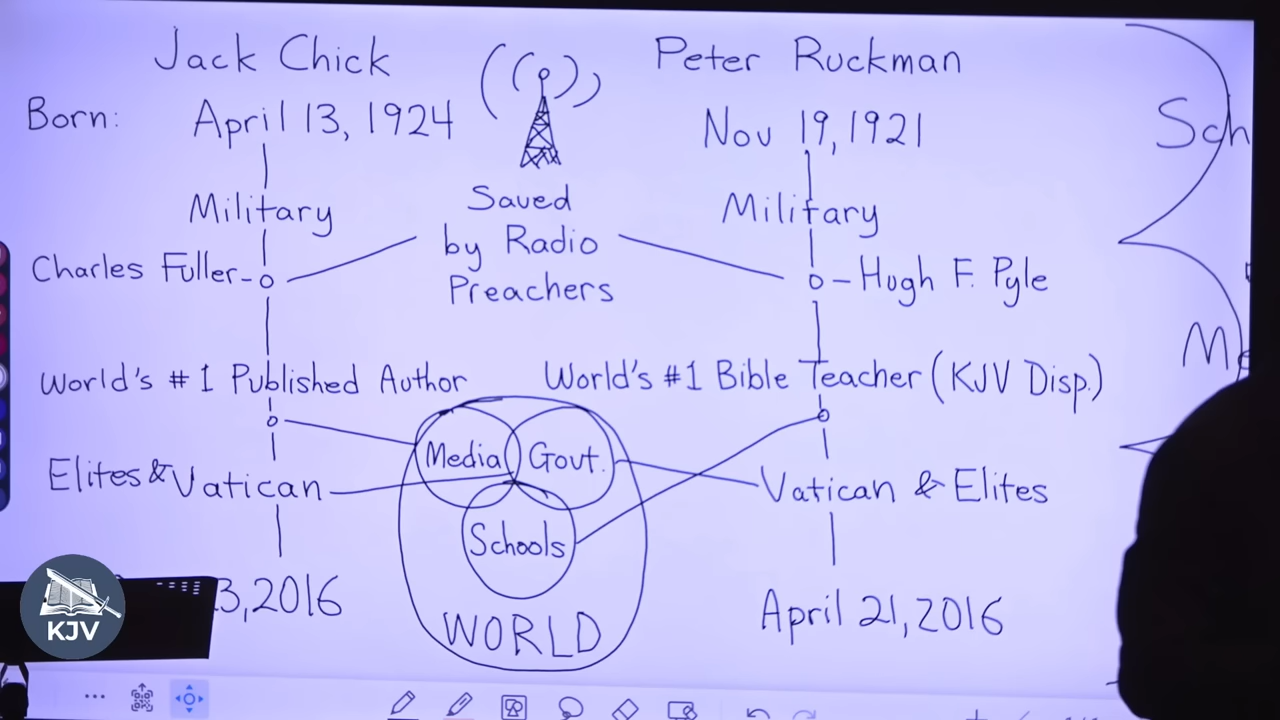 Jack Chick
Peter Ruckman
Born:
April 13, 1924
Nov 19, 1921
Sch
Military
Saved
by Radio
Preachers
Military
Charles Fuller
Hugh F. Pyle
Me
World's #1 Published Author
World's #1 Bible Teacher (KJV Disp.)
Media
Govt.
Elites & Vatican
Vatican & Elites
Schools
3, 2016
WORLD
April 21, 2016
KJV